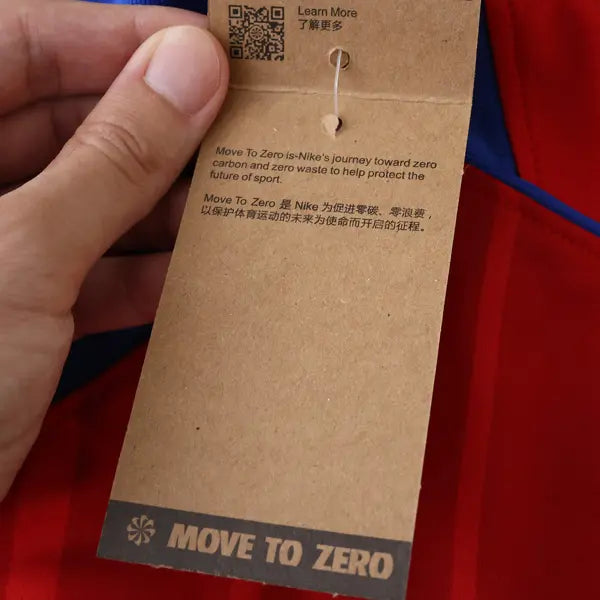 Learn More
了解更多
Move To Zero is-Nike's journey toward zero
carbon and zero waste to help protect the
future of sport.
Move To Zero 是 Nike 为促进零碳、零浪费，
以保护体育运动的未来为使命而开启的征程。
MOVE TO ZERO